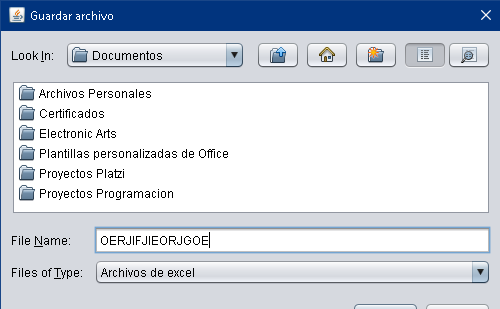 Guardar archivo
Look In: Documentos
Archivos Personales
Certificados
Electronic Arts
Plantillas personalizadas de Office
Proyectos Platzi
Proyectos Programacion
File Name: OERJIFJIEORJGOE
Files of Type: Archivos de excel